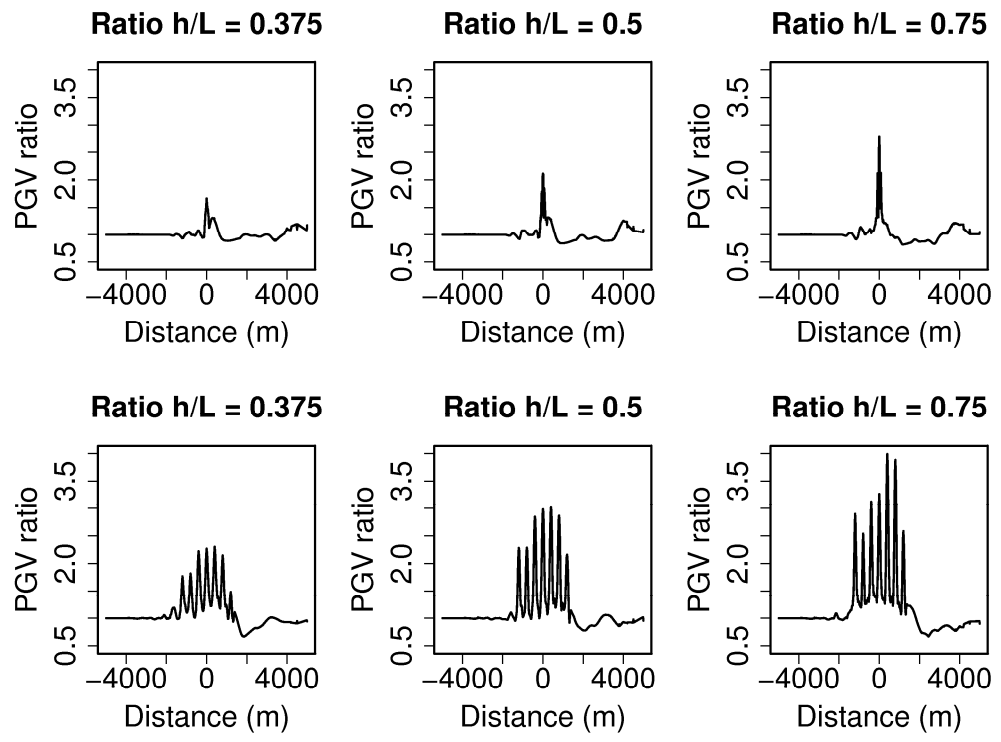 Ratio h/L = 0.375
PGV ratio
0.5 2.0 3.5
−4000 0 4000
Distance (m)
Ratio h/L = 0.5
PGV ratio
0.5 2.0 3.5
−4000 0 4000
Distance (m)
Ratio h/L = 0.75
PGV ratio
0.5 2.0 3.5
−4000 0 4000
Distance (m)
Ratio h/L = 0.375
PGV ratio
0.5 2.0 3.5
−4000 0 4000
Distance (m)
Ratio h/L = 0.5
PGV ratio
0.5 2.0 3.5
−4000 0 4000
Distance (m)
Ratio h/L = 0.75
PGV ratio
0.5 2.0 3.5
−4000 0 4000
Distance (m)